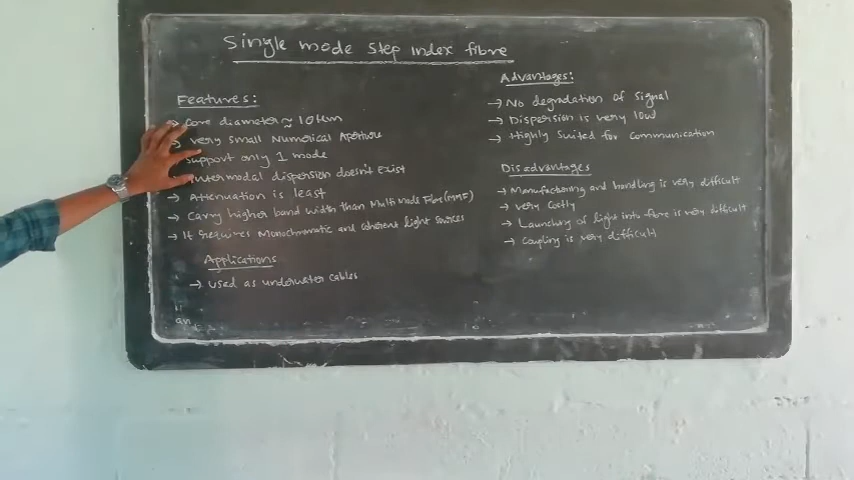 Single mode step index fibre
Features:
→ Core diameter ≈ 10μm
→ very small Numerical Aperture
Support only 1 mode
Intermodal dispersion doesn't exist
→ Attenuation is least
→ Carry higher band width than Multi mode Fibre (MMF)
→ It requires Monochromatic and coherent light sources
Applications
→ used as underwater cables
Advantages:
→ No degradation of signal
→ Dispersion is very low
→ Highly suited for communication
Disadvantages
→ Manufacturing and handling is very difficult
→ very costly
→ Launching of light into fibre is very difficult
→ Coupling is very difficult